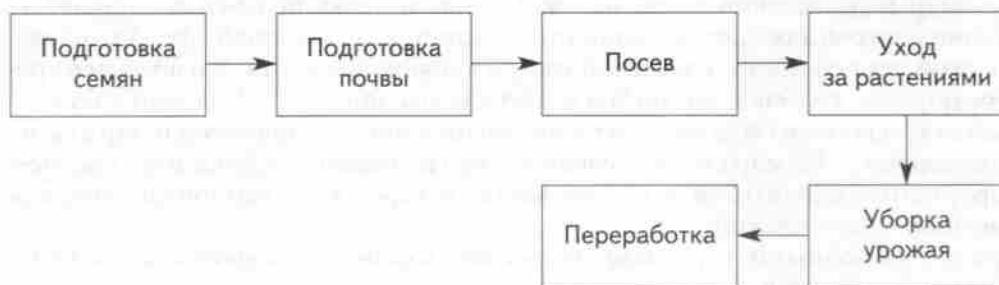 Подготовка
семян
Подготовка
почвы
Посев
Уход
за растениями
Уборка
урожая
Переработка